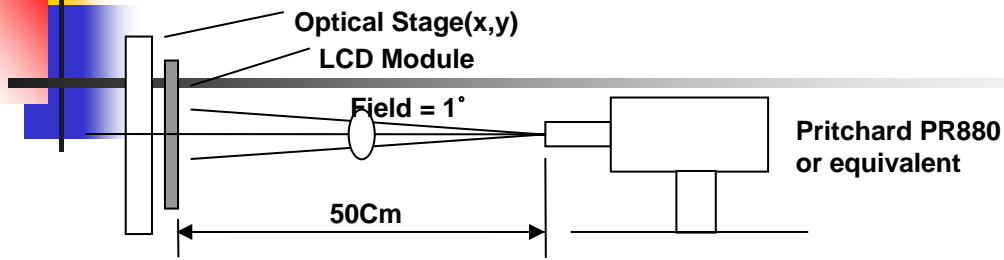 Optical Stage(x,y)
LCD Module
Field = 1˚
Pritchard PR880
or equivalent
50Cm